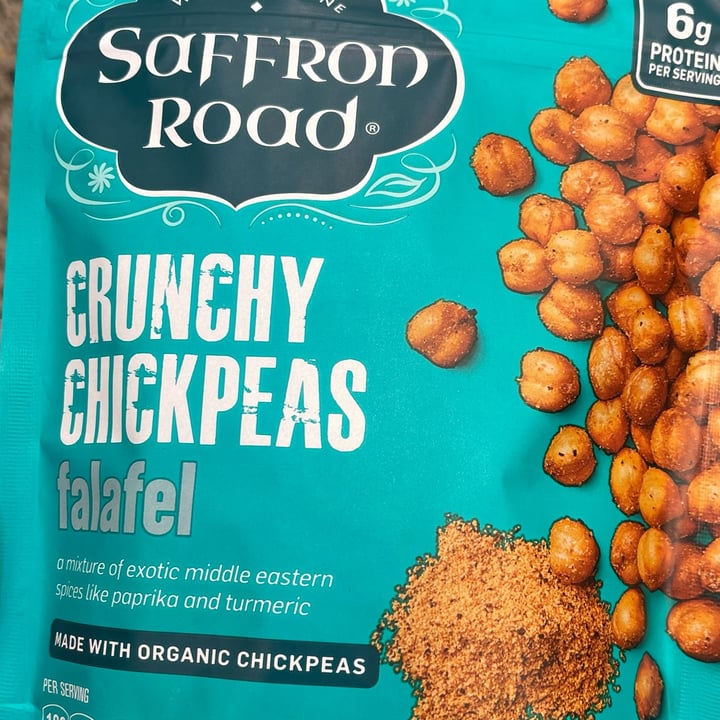 Saffron
Road®
6g
PROTEIN
PER SERVING
CRUNCHY
CHICKPEAS
falafel
a mixture of exotic middle eastern
spices like paprika and turmeric
MADE WITH ORGANIC CHICKPEAS
PER SERVING